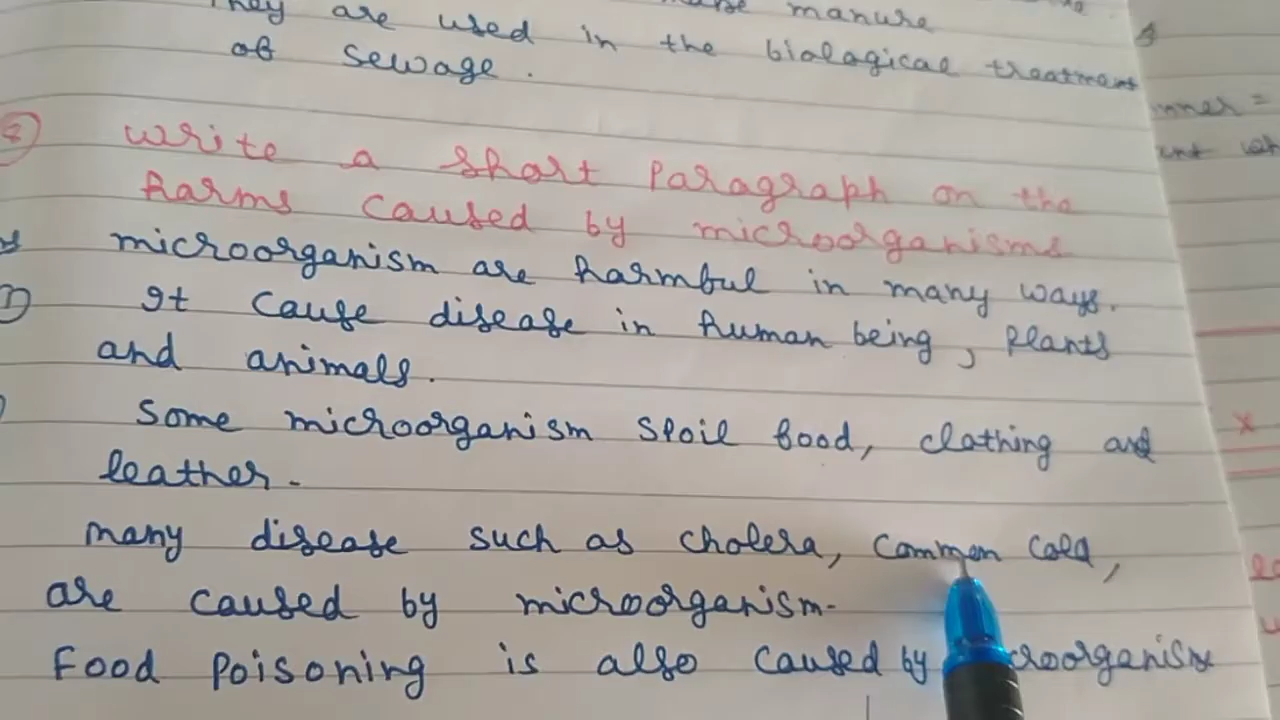 They are used in the biological treatment
manure
of sewage.
Write a short paragraph on the
harms caused by microorganisms
microorganism are harmful in many ways.
It cause disease in human being, plants
and animals.
Some microorganism spoil food, clothing and
leather.
many disease such as cholera, common cold,
are caused by microorganism.
Food poisoning is also caused by